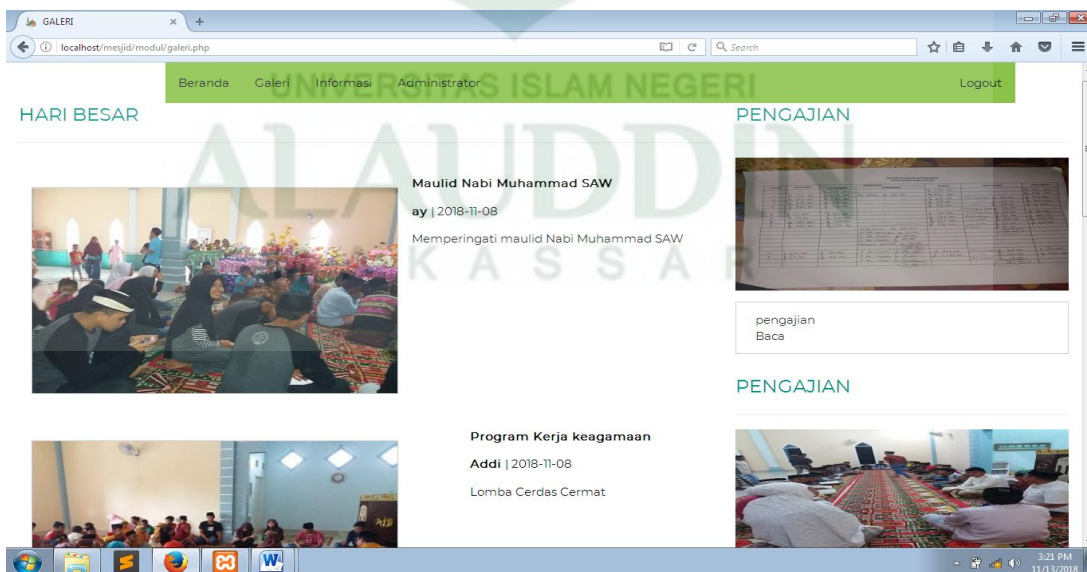 GALERI
localhost/mesjid/modul/galeri.php
Search
Beranda Galeri Informasi Administrator Logout
UNIVERSITAS ISLAM NEGERI
ALAUDDIN
MAKASSAR
HARI BESAR
Maulid Nabi Muhammad SAW
ay | 2018-11-08
Memperingati maulid Nabi Muhammad SAW
Program Kerja keagamaan
Addi | 2018-11-08
Lomba Cerdas Cermat
PENGAJIAN
pengajian
Baca
PENGAJIAN
3:21 PM
11/13/2018